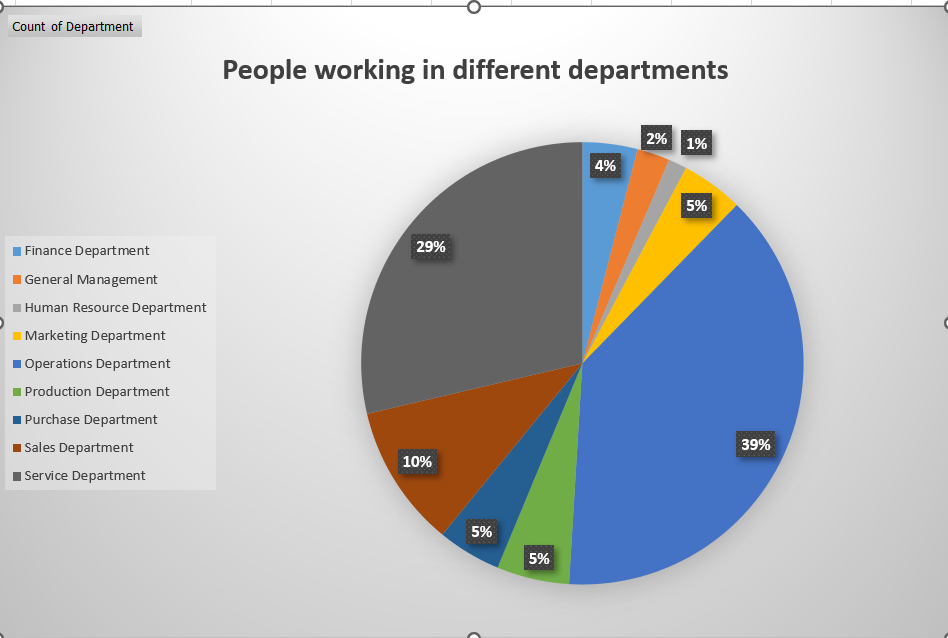 Count of Department
People working in different departments
2%
1%
4%
5%
29%
Finance Department
General Management
Human Resource Department
Marketing Department
Operations Department
Production Department
Purchase Department
Sales Department
Service Department
39%
10%
5%
5%